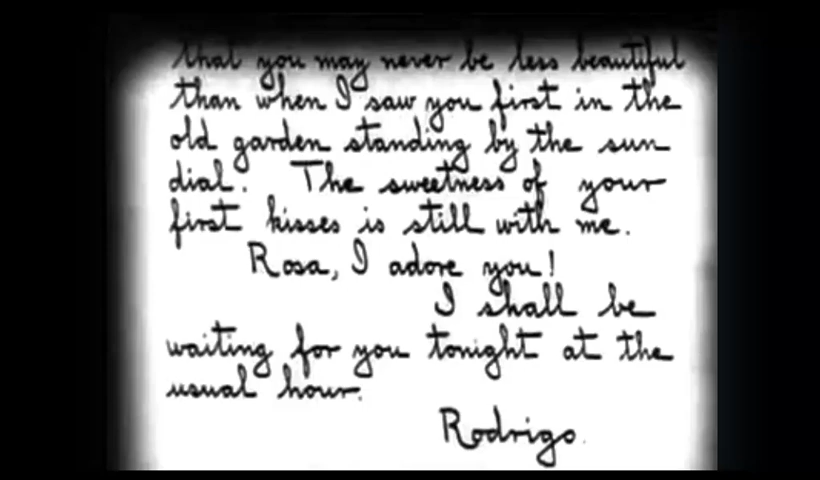 that you may never be less beautiful
than when I saw you first in the
old garden standing by the sun
dial. The sweetness of your
first kisses is still with me.
Rosa, I adore you!
I shall be
waiting for you tonight at the
usual hour.
Rodrigo.